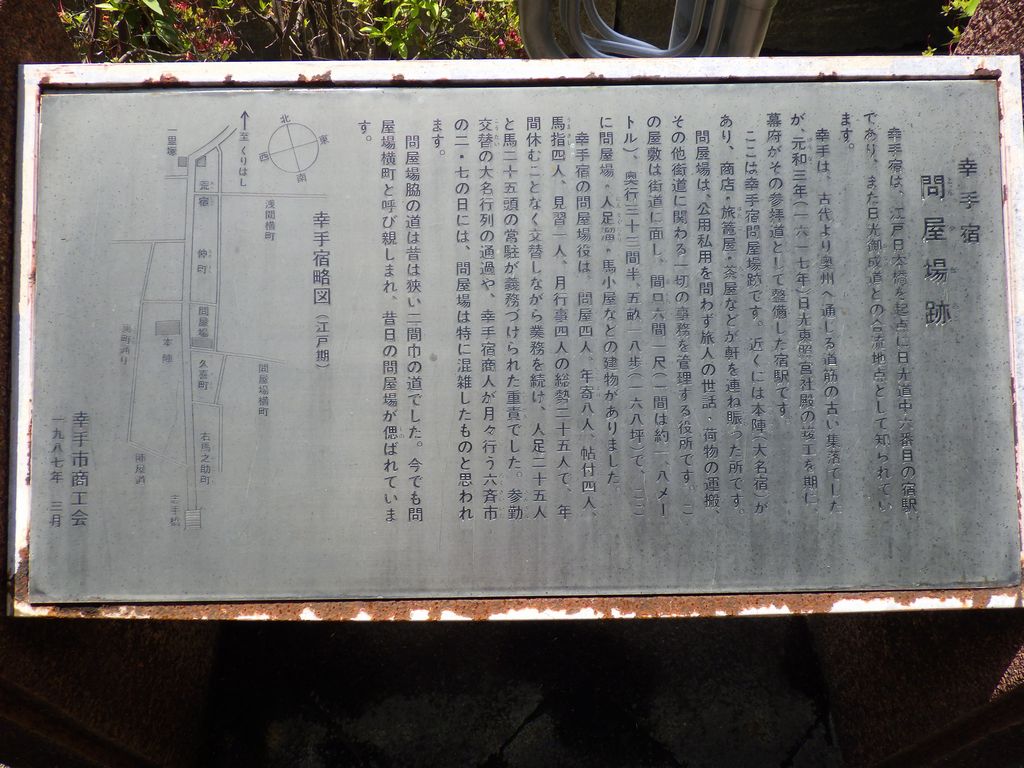 幸手宿
問屋場跡
幸手宿は、江戸日本橋を起点に日光道中六番目の宿駅
であり、また日光御成道との合流地点として知られてい
ます。
幸手は、古代より奥州へ通じる道筋の古い集落でした
が、元和三年(一六一七年)日光東照宮社殿の竣工を期に、
幕府がその参拝道として整備した宿駅です。
ここは幸手宿問屋場跡です。近くには本陣(大名宿)が
あり、商店・旅籠屋・茶屋などが軒を連ね賑った所です。
問屋場は、公用私用を問わず旅人の世話・荷物の運搬、
その他街道に関わる一切の事務を管理する役所です。こ
の屋敷は街道に面し、間口六間一尺(一間は約一・八メー
トル)、奥行三十三間半、五畝一八歩(一六八坪)で、ここ
に問屋場・人足溜・馬小屋などの建物がありました。
幸手宿の問屋場役は、問屋四人、年寄八人、帖付四人、
馬指四人、見習一人、月行事四人の総勢二十五人で、年
間休むことなく交替しながら業務を続け、人足二十五人
と馬二十五頭の常駐が義務づけられた重責でした。参勤
交替の大名行列の通過や、幸手宿商人が月々行う六斉市
の二・七の日には、問屋場は特に混雑したものと思われ
ます。
問屋場脇の道は昔は狭い二間巾の道でした。今でも問
屋場横町と呼び親しまれ、昔日の問屋場が偲ばれていま
す。
幸手宿略図(江戸期)
北
東
南
西
至くりはし
一里塚
荒宿
浅間横町
仲町
問屋場
本陣
久喜町
問屋場横町
右馬之助町
志手橋
幸手市商工会
一九八七年 三月